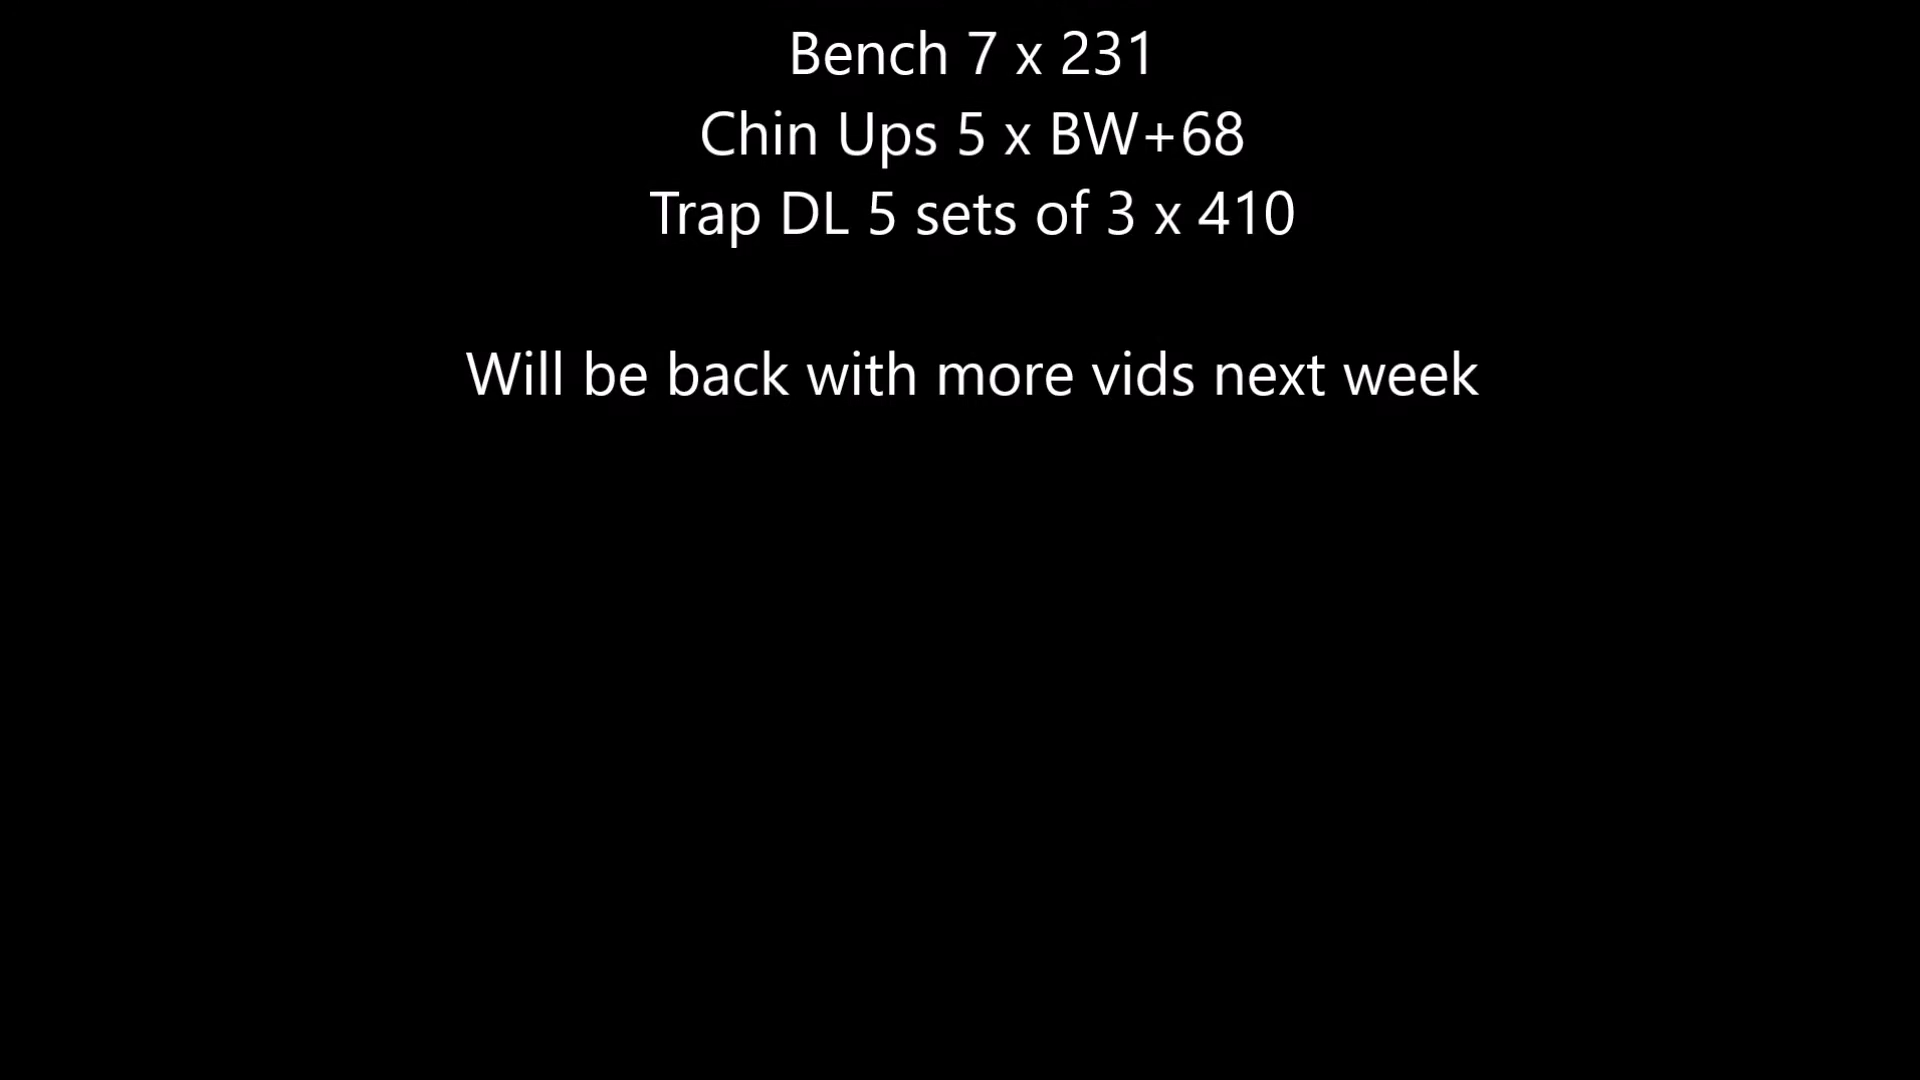 Bench 7 x 231
Chin Ups 5 x BW+68
Trap DL 5 sets of 3 x 410
Will be back with more vids next week